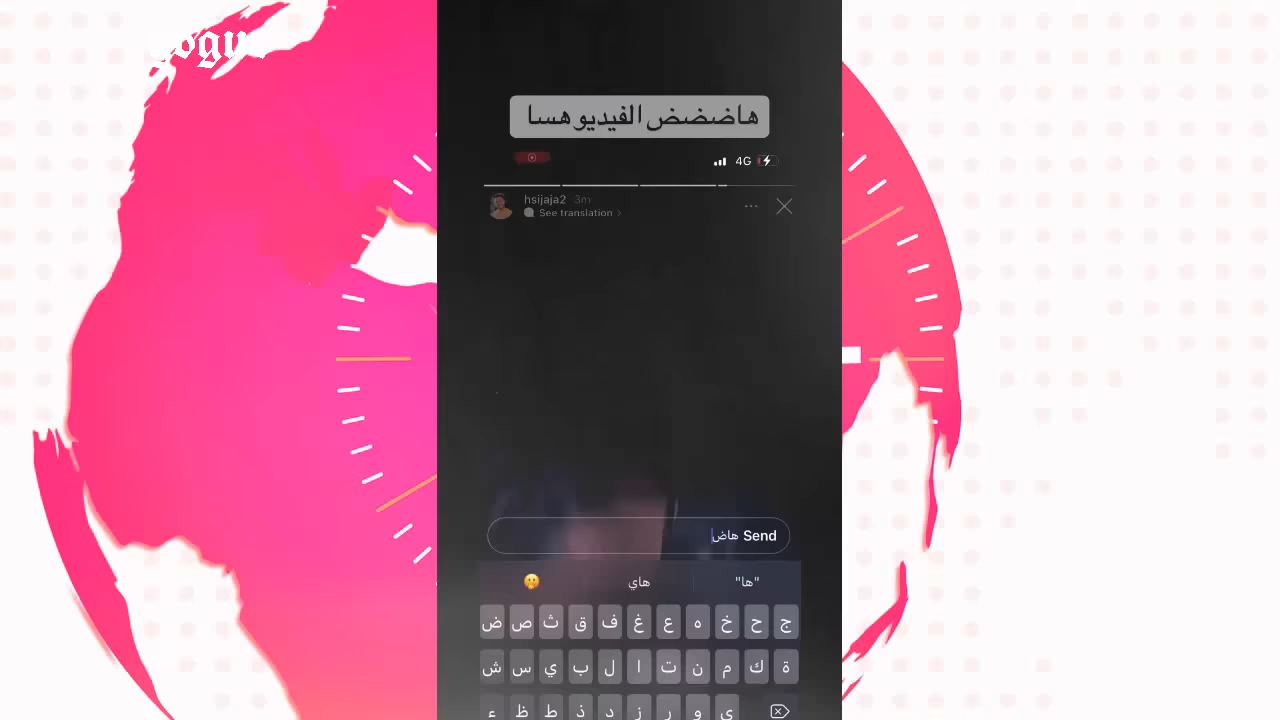 هاضضض الفيديو هسا
4G
hsijaja2 3m
See translation
هاض Send
"ها" هاي
ض ص ث ق ف غ ع ه خ ح ج
ش س ي ب ل ا ت ن م ك ة
ء ظ ط ذ د ز ر و ى